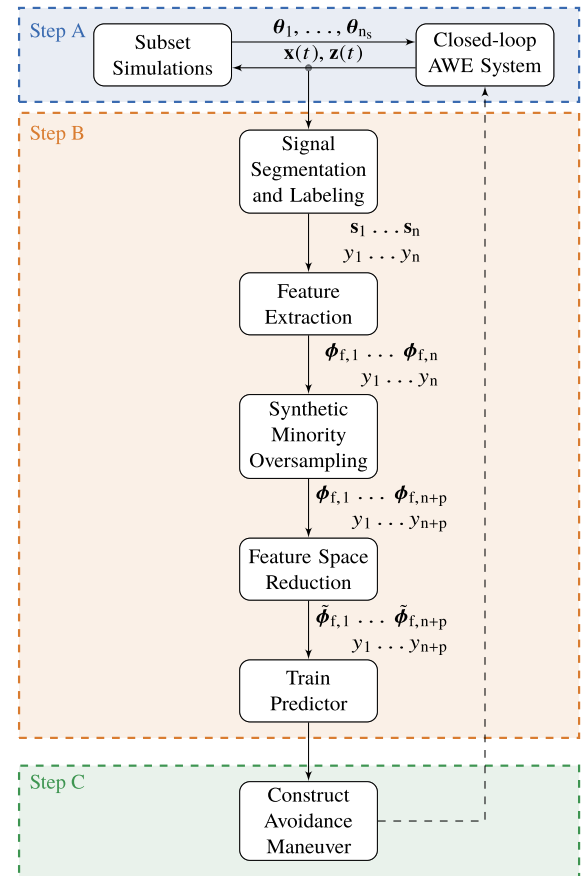 Step A
Subset
Simulations
𝜽₁, . . . , 𝜽ₙₛ
𝐱(t), 𝐳(t)
Closed-loop
AWE System
Step B
Signal
Segmentation
and Labeling
𝐬₁ . . . 𝐬ₙ
y₁ . . . yₙ
Feature
Extraction
𝝓f,1 . . . 𝝓f,n
y₁ . . . yₙ
Synthetic
Minority
Oversampling
𝝓f,1 . . . 𝝓f,n+p
y₁ . . . yn+p
Feature Space
Reduction
𝝓̃f,1 . . . 𝝓̃f,n+p
y₁ . . . yn+p
Train
Predictor
Step C
Construct
Avoidance
Maneuver